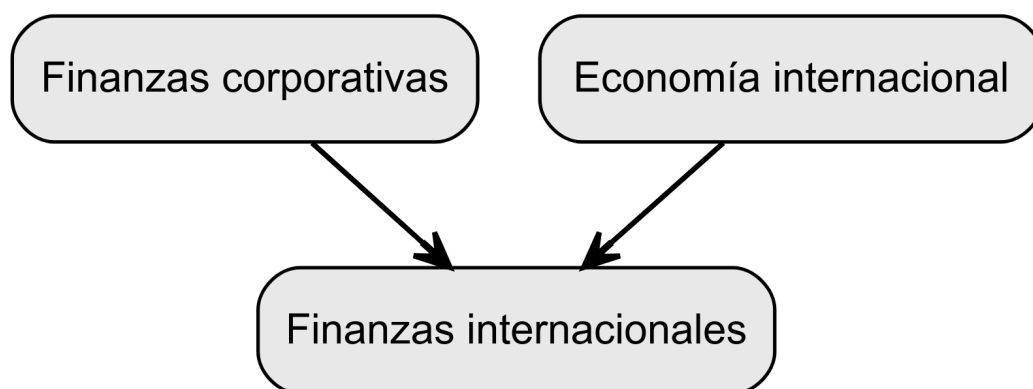 Finanzas corporativas
Economía internacional
Finanzas internacionales